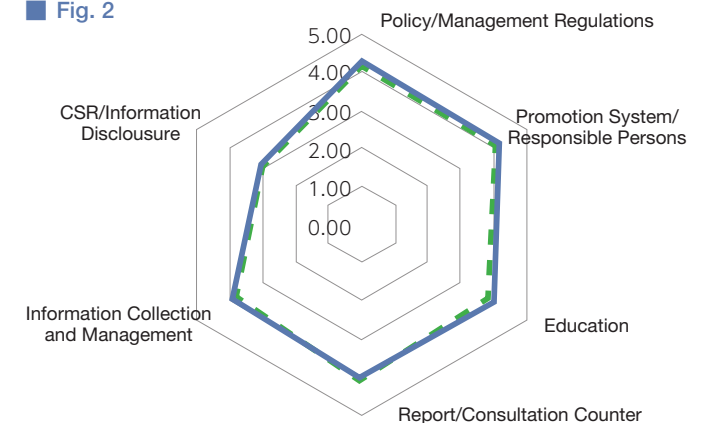 Fig. 2
Policy/Management Regulations
5.00
4.00
3.00
2.00
1.00
0.00
CSR/Information
Disclousure
Promotion System/
Responsible Persons
Information Collection
and Management
Education
Report/Consultation Counter